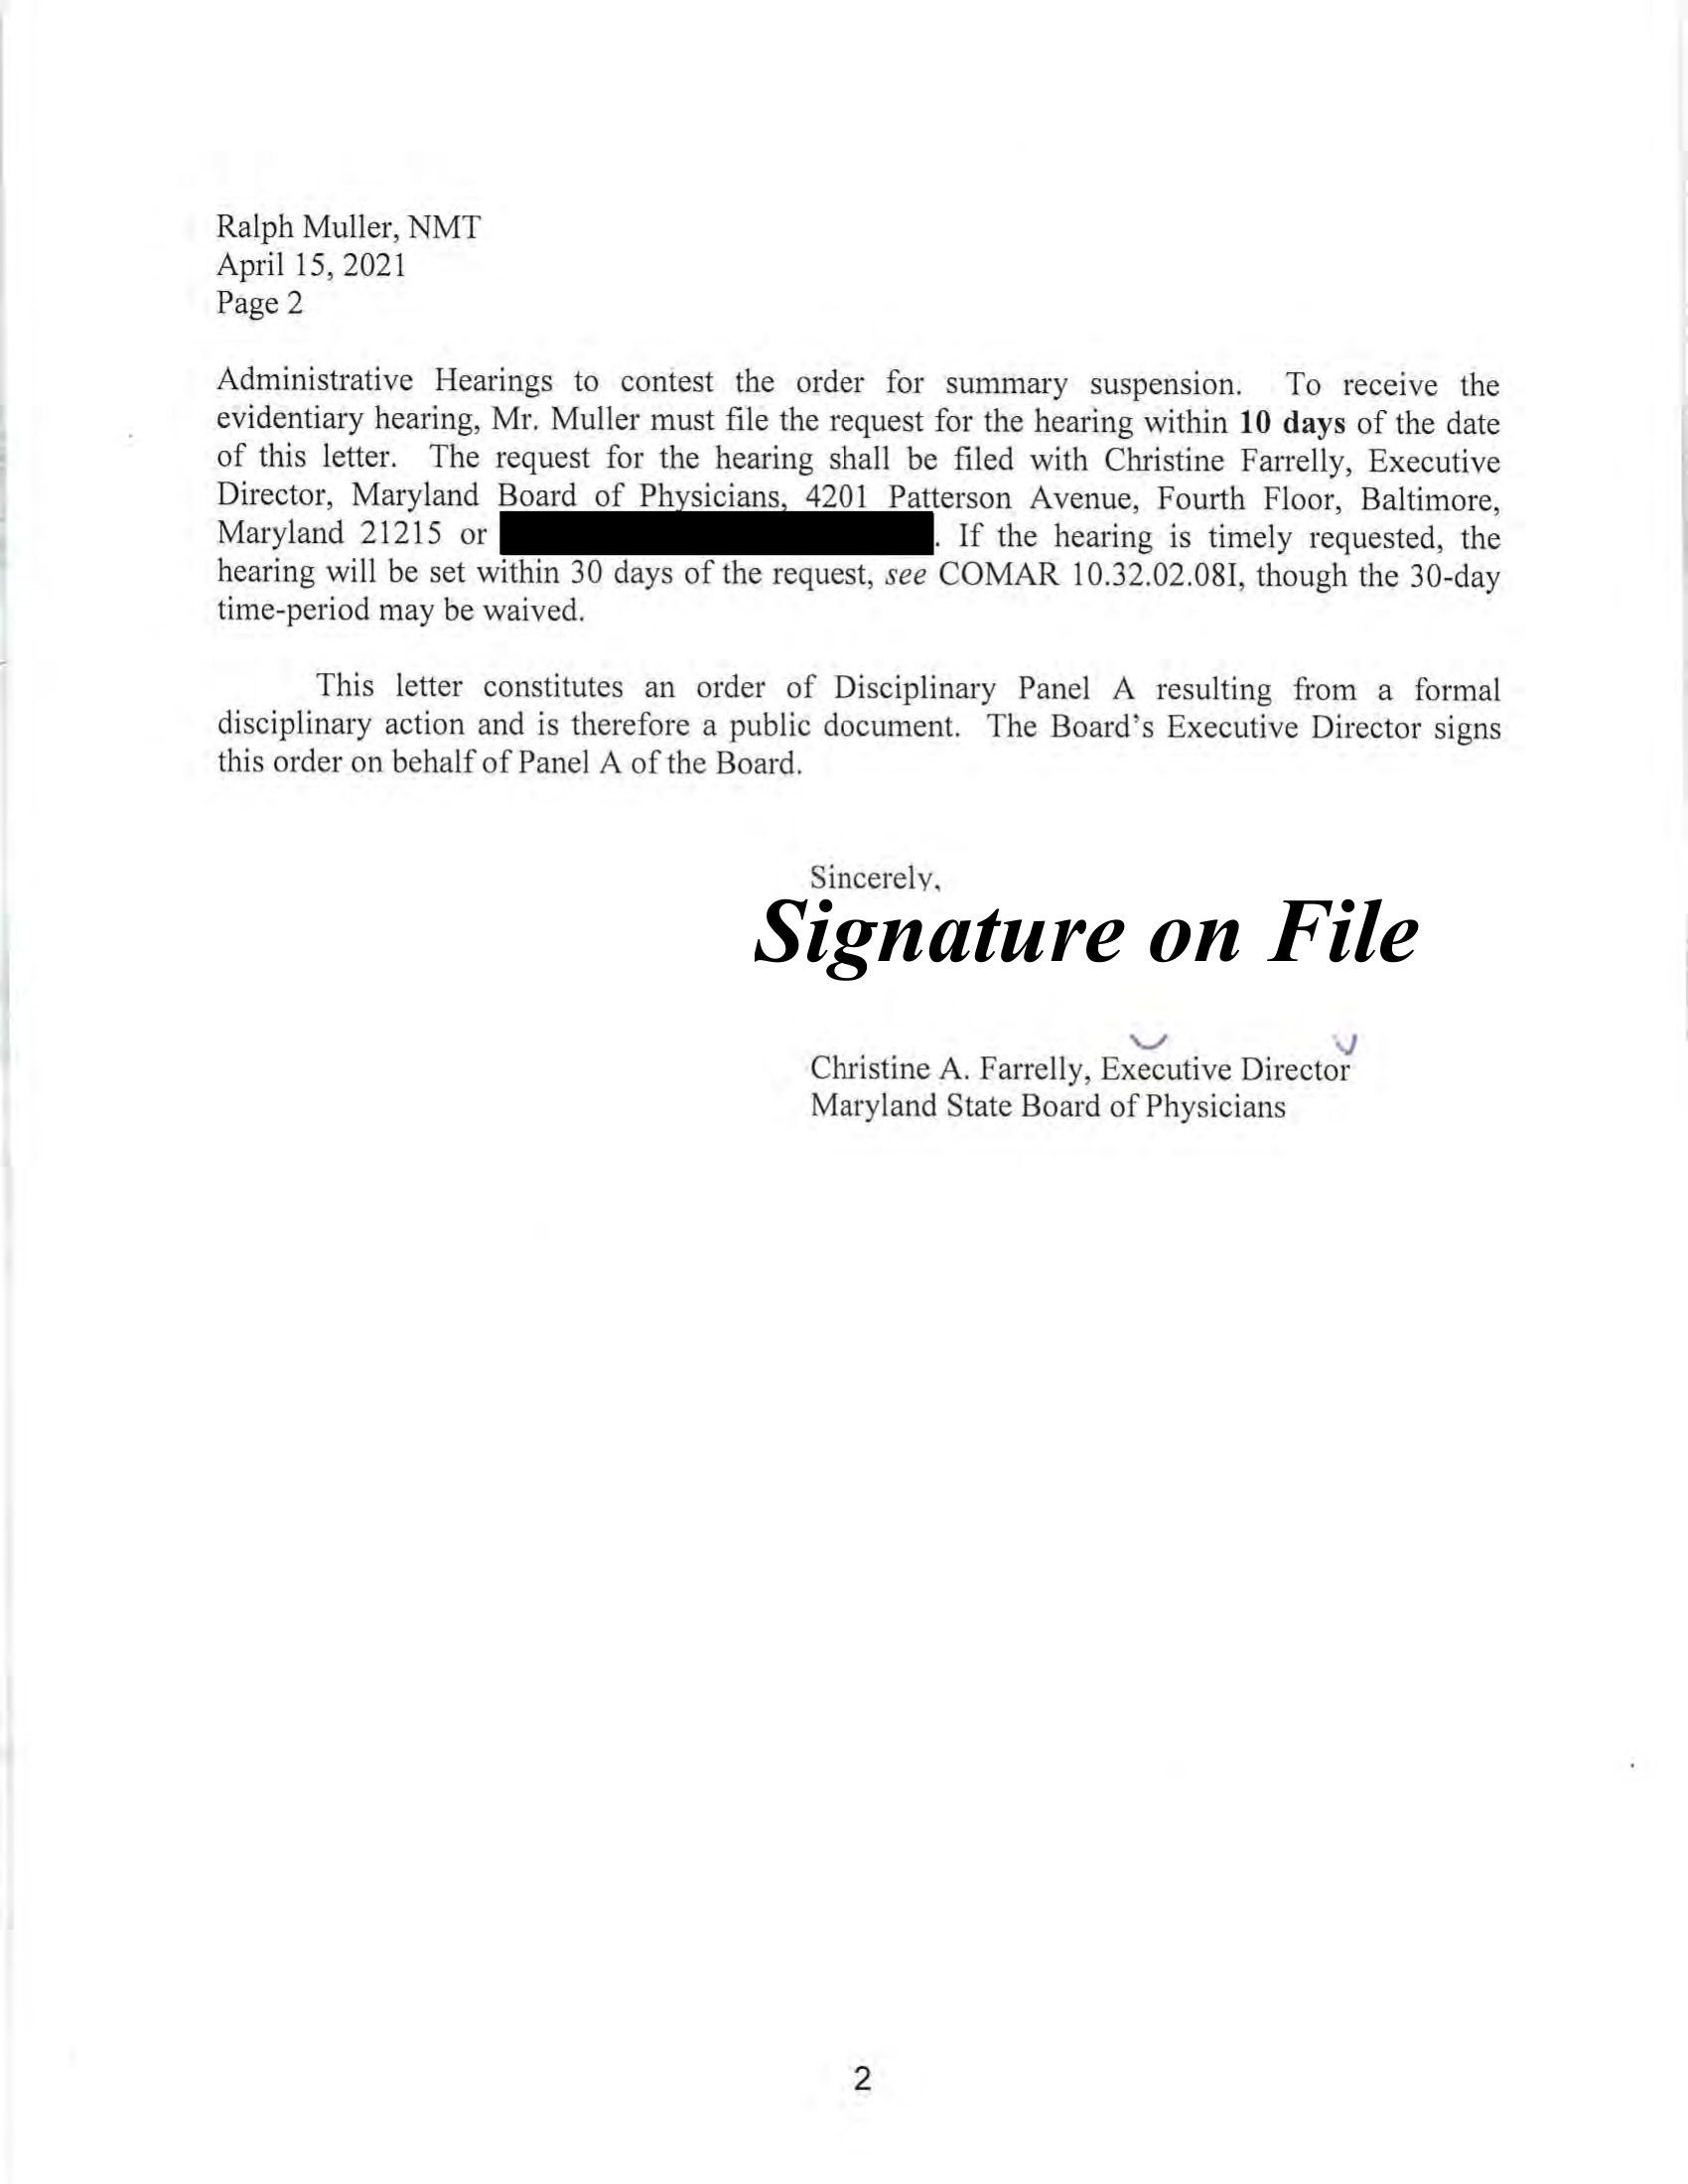 Ralph Muller, NMT
April 15, 2021
Page 2
Administrative Hearings to contest the order for summary suspension. To receive the
evidentiary hearing, Mr. Muller must file the request for the hearing within 10 days of the date
of this letter. The request for the hearing shall be filed with Christine Farrelly, Executive
Director, Maryland Board of Physicians, 4201 Patterson Avenue, Fourth Floor, Baltimore,
Maryland 21215 or . If the hearing is timely requested, the
hearing will be set within 30 days of the request, see COMAR 10.32.02.08I, though the 30-day
time-period may be waived.
This letter constitutes an order of Disciplinary Panel A resulting from a formal
disciplinary action and is therefore a public document. The Board's Executive Director signs
this order on behalf of Panel A of the Board.
Sincerely,
Signature on File
Christine A. Farrelly, Executive Director
Maryland State Board of Physicians
2